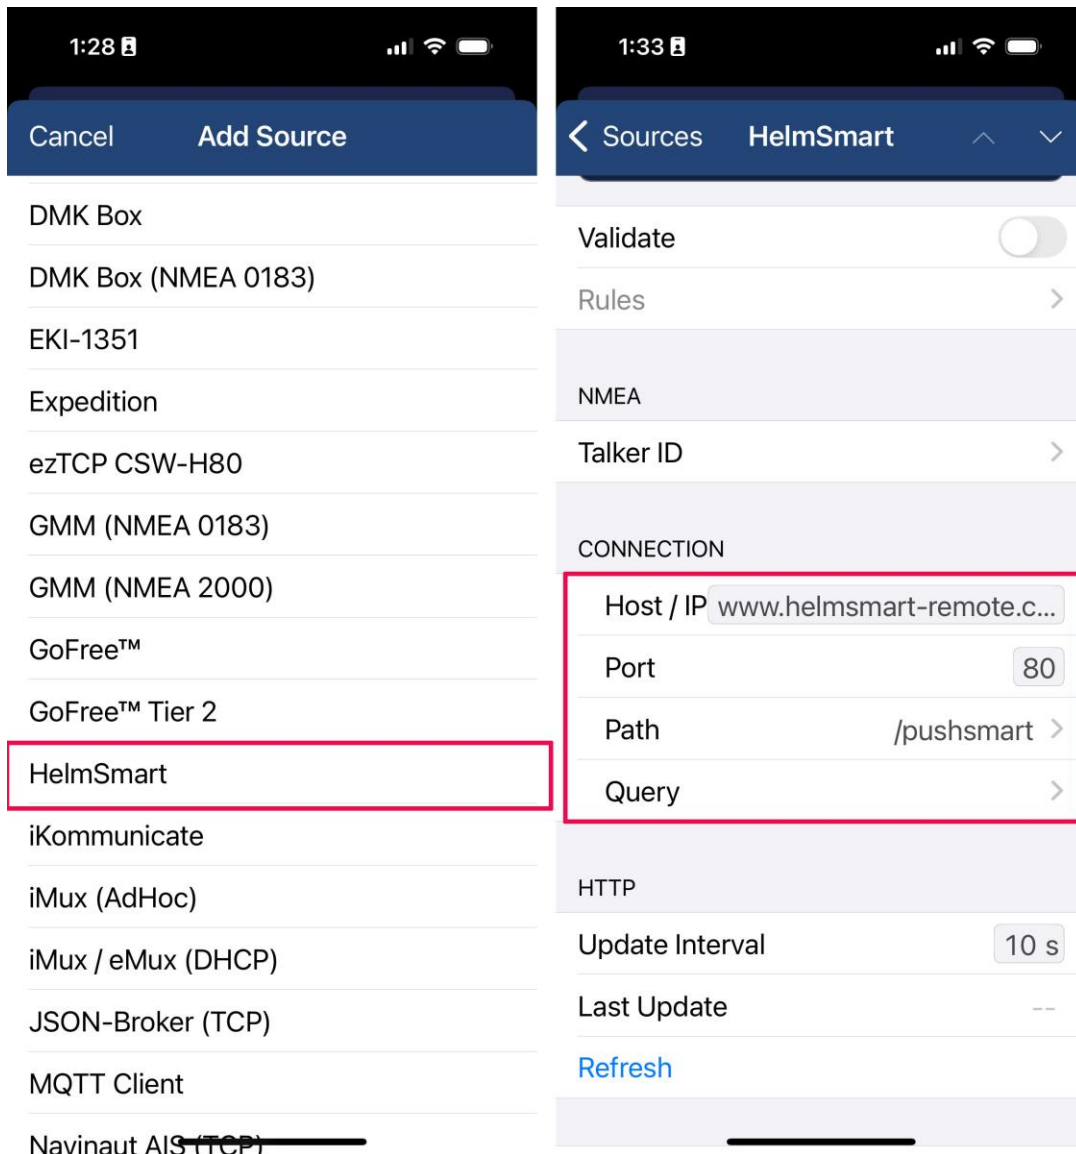 1:28
Cancel Add Source
DMK Box
DMK Box (NMEA 0183)
EKI-1351
Expedition
ezTCP CSW-H80
GMM (NMEA 0183)
GMM (NMEA 2000)
GoFree™
GoFree™ Tier 2
HelmSmart
iKommunicate
iMux (AdHoc)
iMux / eMux (DHCP)
JSON-Broker (TCP)
MQTT Client
Navinaut AIS (TCP)
1:33
Sources HelmSmart
Validate
Rules
NMEA
Talker ID
CONNECTION
Host / IP www.helmsmart-remote.c...
Port 80
Path /pushsmart
Query
HTTP
Update Interval 10 s
Last Update --
Refresh